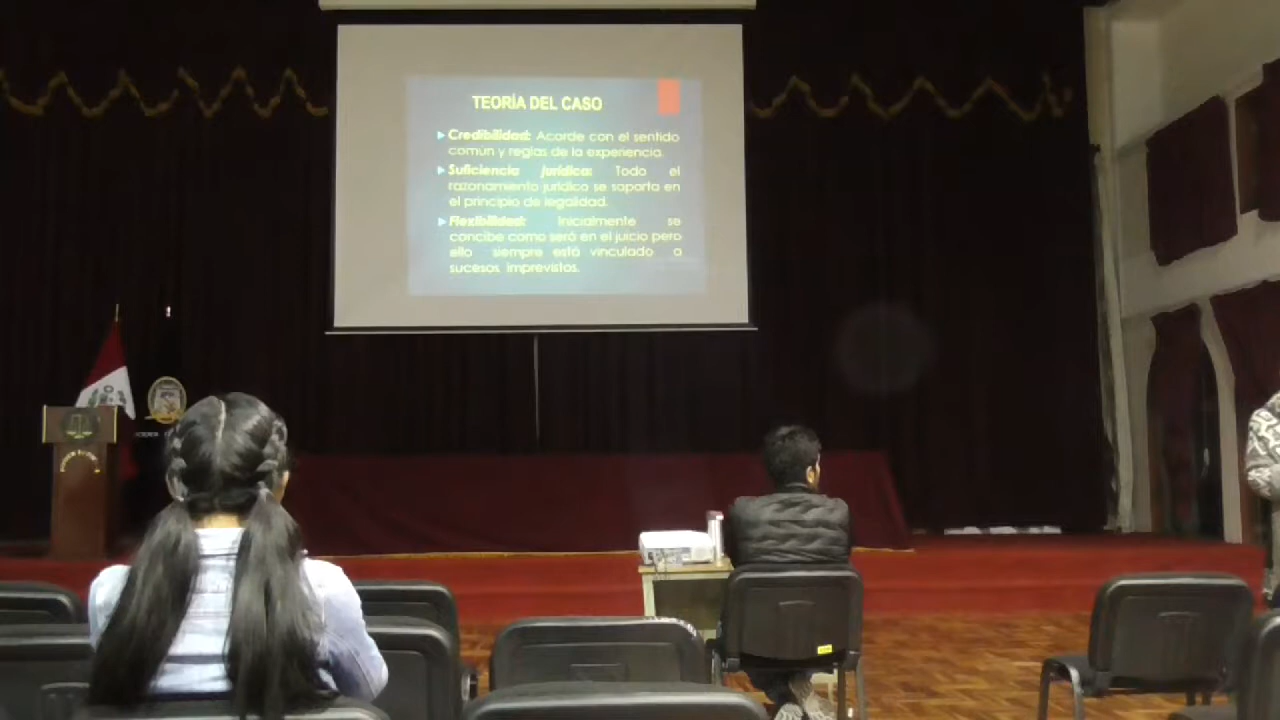 TEORÍA DEL CASO
Credibilidad: Acorde con el sentido
común y reglas de la experiencia.
Suficiencia jurídica: Todo el
razonamiento jurídico se soporta en
el principio de legalidad.
Flexibilidad: Inicialmente se
concibe como será en el juicio pero
ello siempre está vinculado a
sucesos imprevistos.